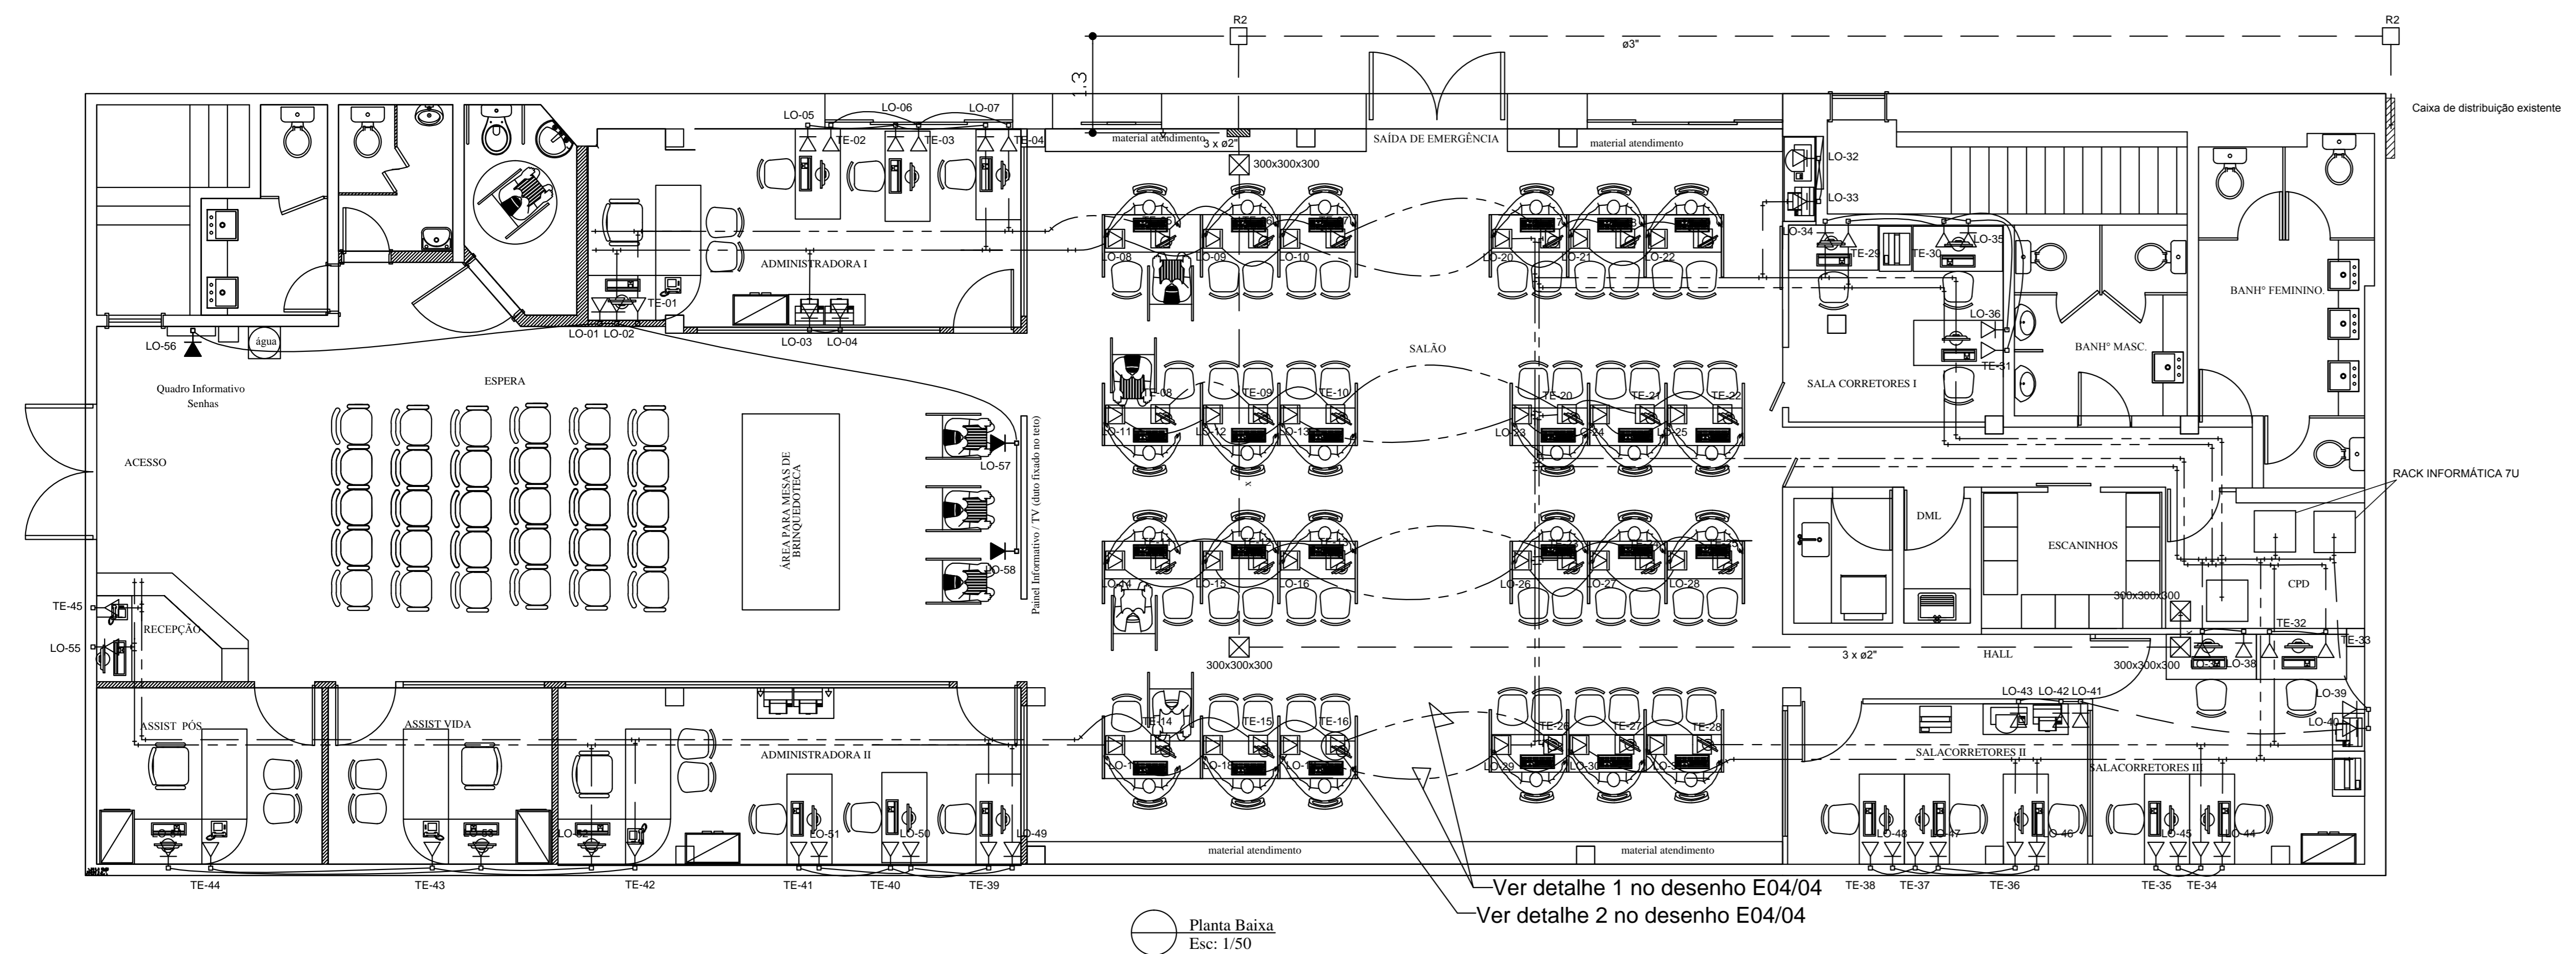 R2
R2
ø3"
1.3
Caixa de distribuição existente
LO-05
LO-06
LO-07
TE-02
TE-03
TE-04
material atendimento
3 x ø2"
SAÍDA DE EMERGÊNCIA
material atendimento
300x300x300
LO-32
LO-33
LO-34
LO-35
TE-29
TE-30
LO-08
LO-09
LO-10
LO-20
LO-21
LO-22
ADMINISTRADORA I
TE-01
LO-01
LO-02
LO-03
LO-04
LO-56
água
BANHº FEMININO.
LO-36
TE-31
BANHº MASC.
SALA CORRETORES I
SALÃO
ESPERA
Quadro Informativo
Senhas
ACESSO
TE-08
TE-09
TE-10
TE-20
TE-21
TE-22
LO-11
LO-12
LO-13
LO-23
LO-24
LO-25
LO-57
LO-58
ÁREA PARA MESAS DE
BRINQUEDOTECA
Painel Informativo / TV (duto fixado no teto)
x
RACK INFORMÁTICA 7U
DML
ESCANINHOS
CPD
LO-14
LO-15
LO-16
LO-26
LO-27
LO-28
300x300x300
TE-45
RECEPÇÃO
LO-55
TE-32
TE-33
x
300x300x300
3 x ø2"
HALL
300x300x300
LO-38
LO-39
LO-40
LO-43
LO-42
LO-41
ASSIST PÓS
ASSIST VIDA
ADMINISTRADORA II
TE-14
TE-15
TE-16
TE-26
TE-27
TE-28
LO-18
LO-29
LO-30
SALACORRETORES II
SALACORRETORES III
LO-54
LO-53
LO-52
LO-51
LO-50
LO-49
LO-48
LO-47
LO-46
LO-45
LO-44
material atendimento
material atendimento
TE-44
TE-43
TE-42
TE-41
TE-40
TE-39
TE-38
TE-37
TE-36
TE-35
TE-34
Ver detalhe 1 no desenho E04/04
Ver detalhe 2 no desenho E04/04
Planta Baixa
Esc: 1/50